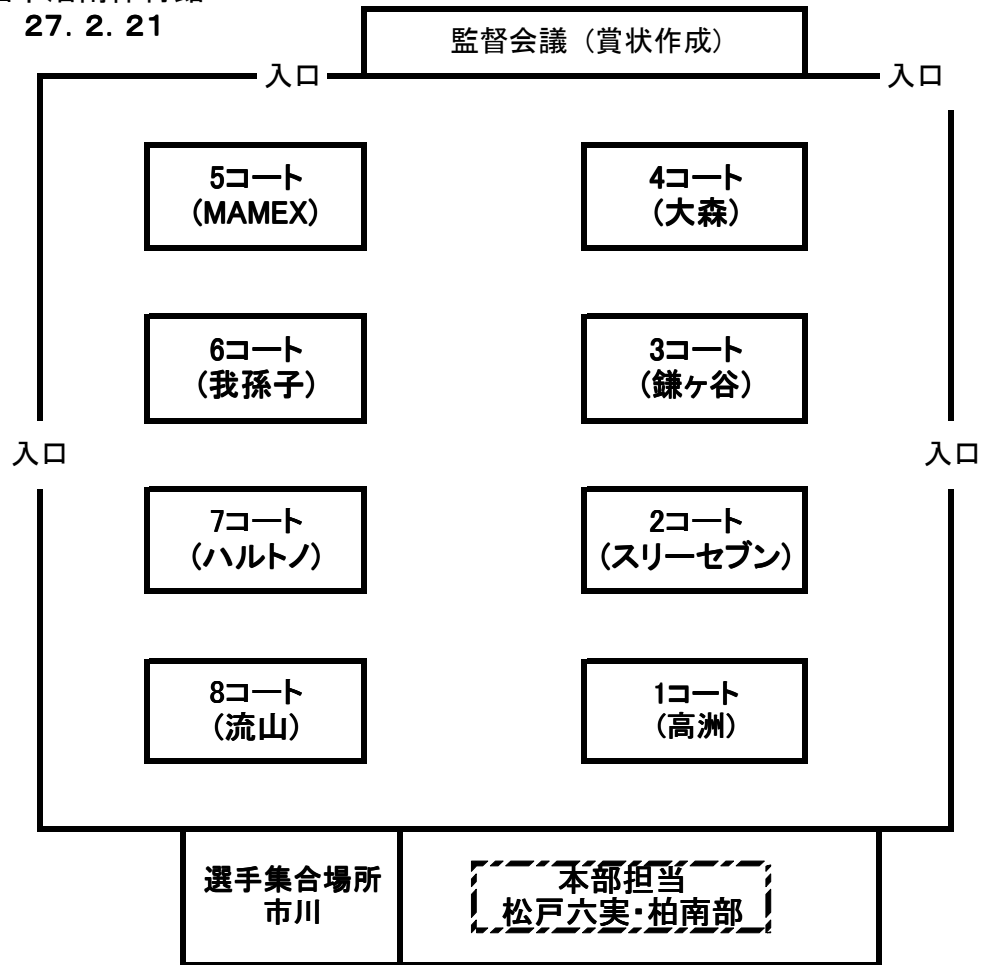 27. 2. 21
監督会議（賞状作成）
入口
入口
5コート
(MAMEX)
4コート
(大森)
6コート
(我孫子)
3コート
(鎌ヶ谷)
入口
入口
7コート
(ハルトノ)
2コート
(スリーセブン)
8コート
(流山)
1コート
(高洲)
選手集合場所
市川
本部担当
松戸六実・柏南部